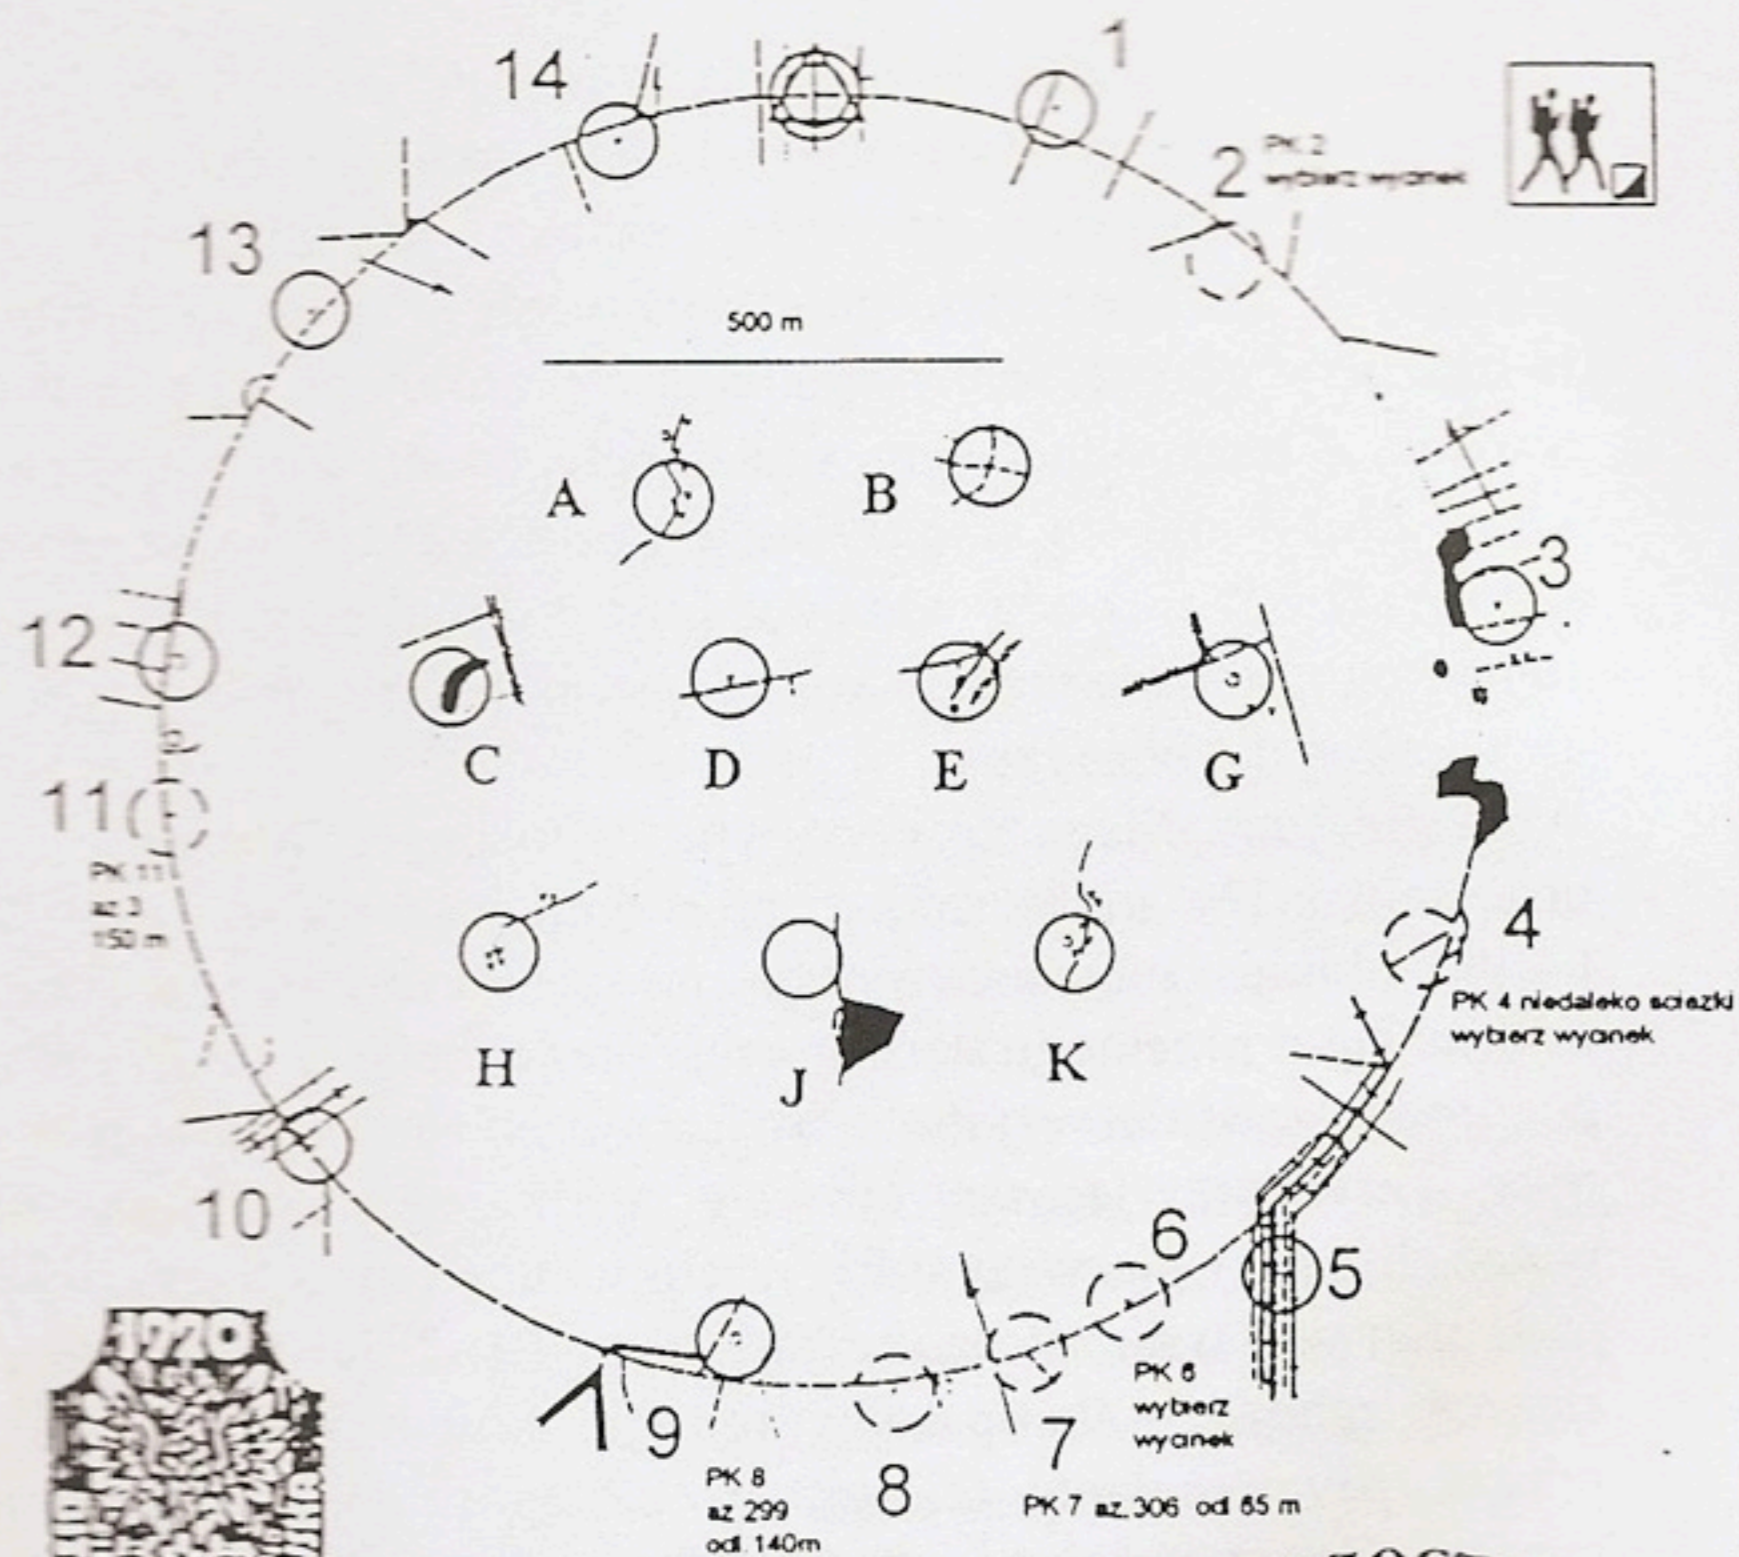 1
14
2
PK 2
wybierz wycinek
13
500 m
A
B
3
12
C
D
E
G
11
PK 11
az 3
150 m
4
PK 4 niedaleko sciezki
wybierz wycinek
H
J
K
10
6
5
PK 6
wybierz
wycinek
9
7
8
PK 8
az 299
odl. 140m
PK 7 az. 306 odl 65 m
1920